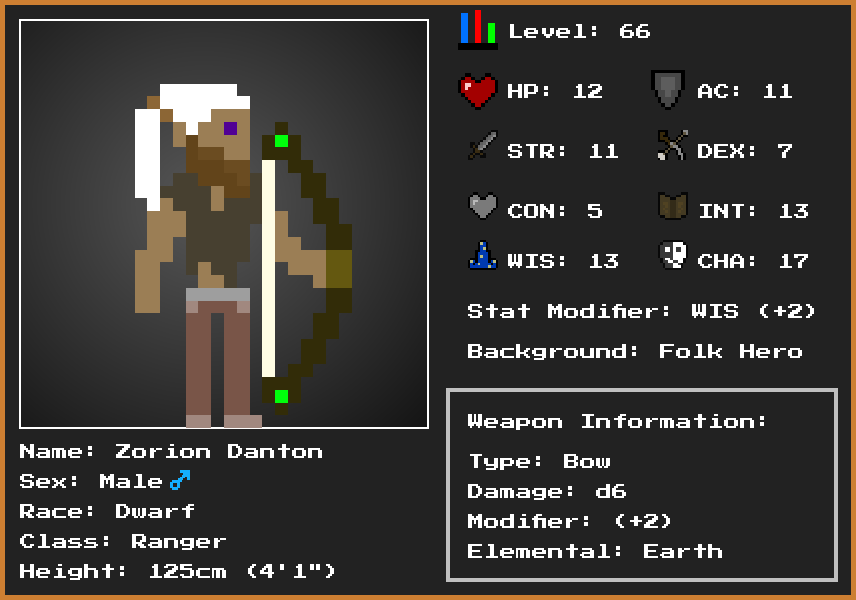 Level: 66
HP: 12 AC: 11
STR: 11 DEX: 7
CON: 5 INT: 13
WIS: 13 CHA: 17
Stat Modifier: WIS (+2)
Background: Folk Hero
Weapon Information:
Type: Bow
Damage: d6
Modifier: (+2)
Elemental: Earth
Name: Zorion Danton
Sex: Male ♂
Race: Dwarf
Class: Ranger
Height: 125cm (4'1")